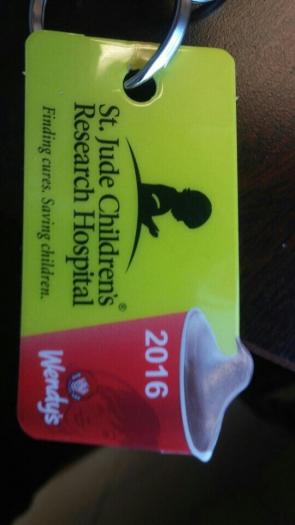 St. Jude Children's®
Research Hospital
Finding cures. Saving children.
2016
Wendy's